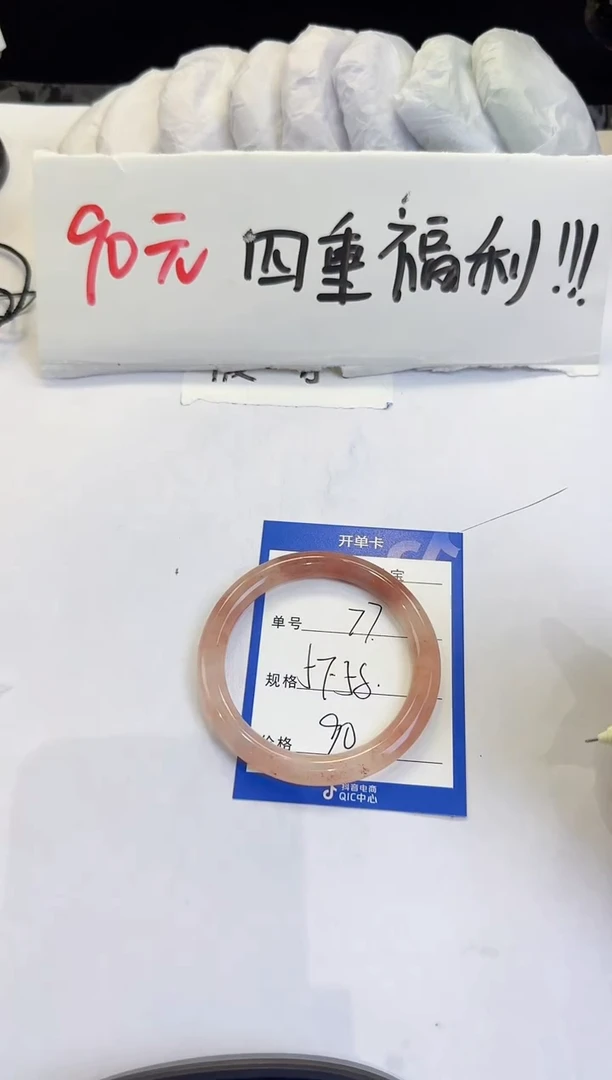 90元 四重福利!!!
开单卡
宝
单号 77
规格 57-58.
价格 90
抖音电商
QIC中心